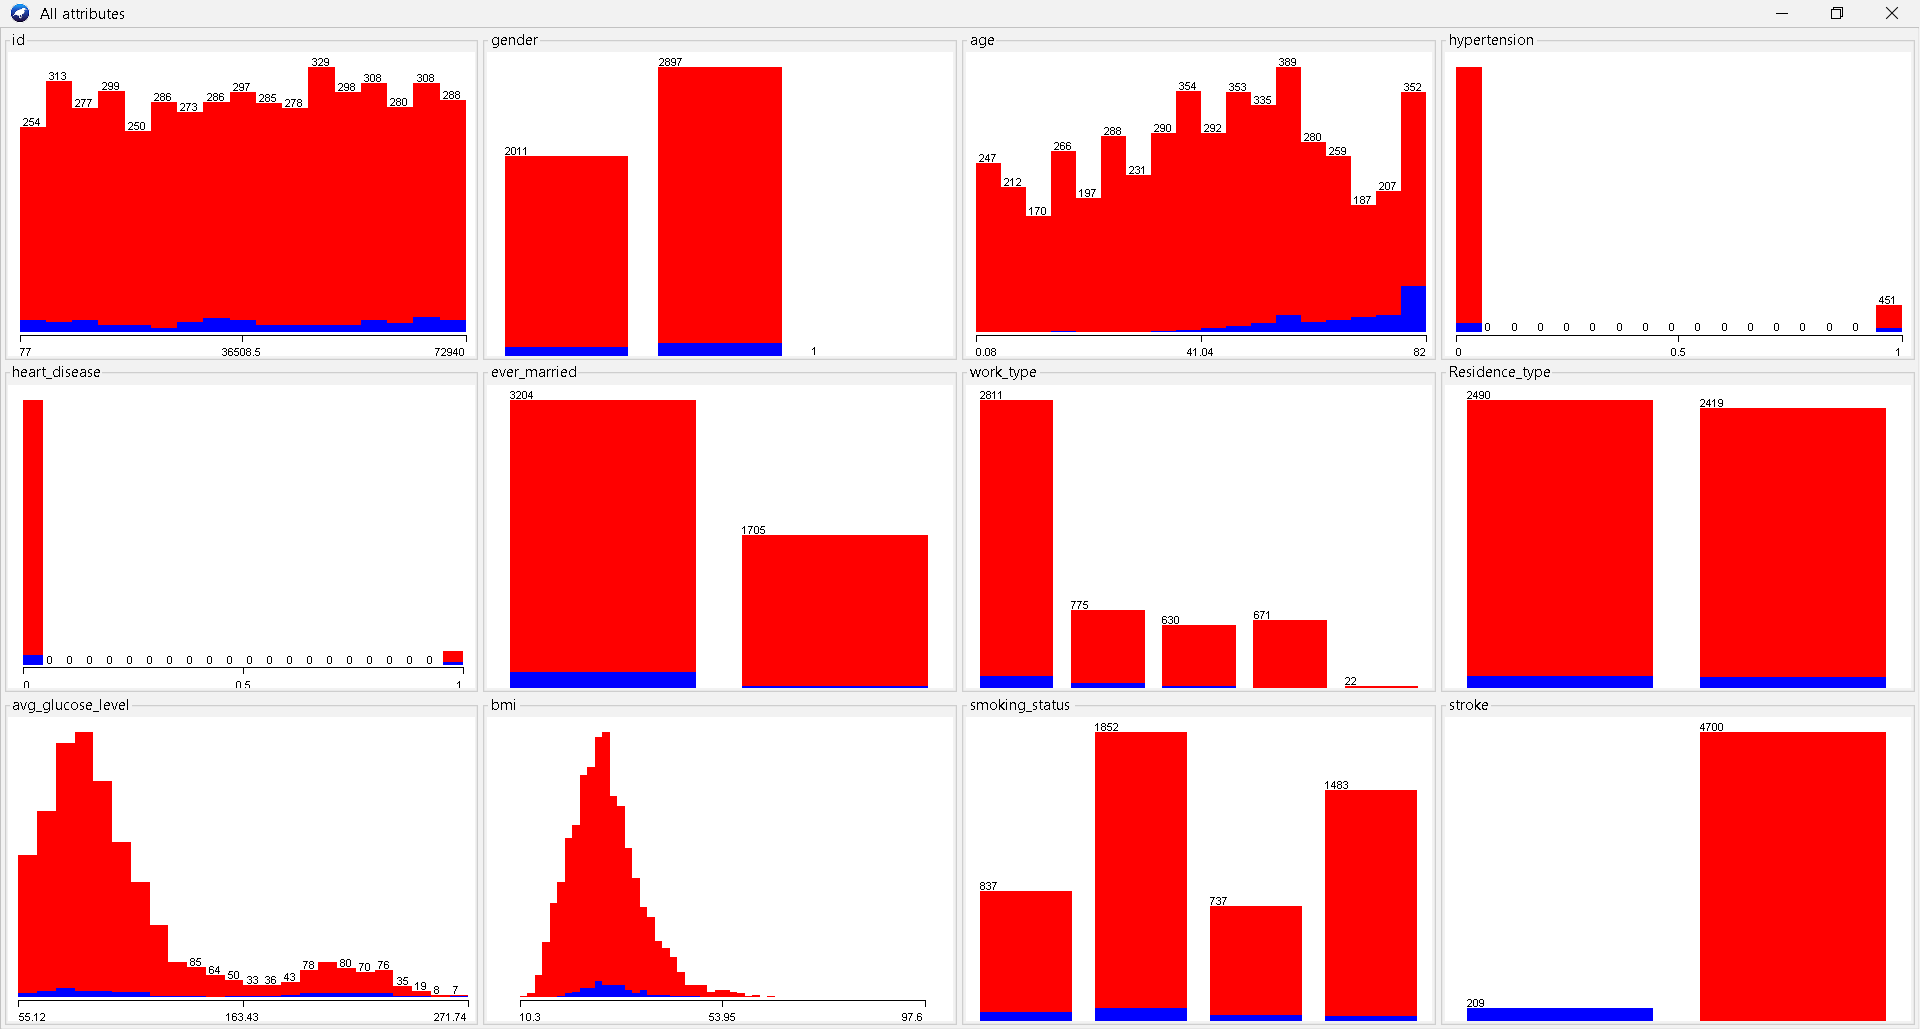 All attributes
id
254 313 277 299 250 286 273 286 297 285 278 329 298 308 280 308 288
77 36508.5 72940
gender
2011 2897 1
age
247 212 170 266 197 288 231 290 354 292 353 335 389 280 259 187 207 352
0.08 41.04 82
hypertension
0 0 0 0 0 0 0 0 0 0 0 0 0 0 0 451
0 0.5 1
heart_disease
0 0 0 0 0 0 0 0 0 0 0 0 0 0 0 0 0 0 0 0
0 0.5 1
ever_married
3204 1705
work_type
2811 775 630 671 22
Residence_type
2490 2419
avg_glucose_level
85 64 50 33 36 43 78 80 70 76 35 19 8 7
55.12 163.43 271.74
bmi
10.3 53.95 97.6
smoking_status
837 1852 737 1483
stroke
209 4700